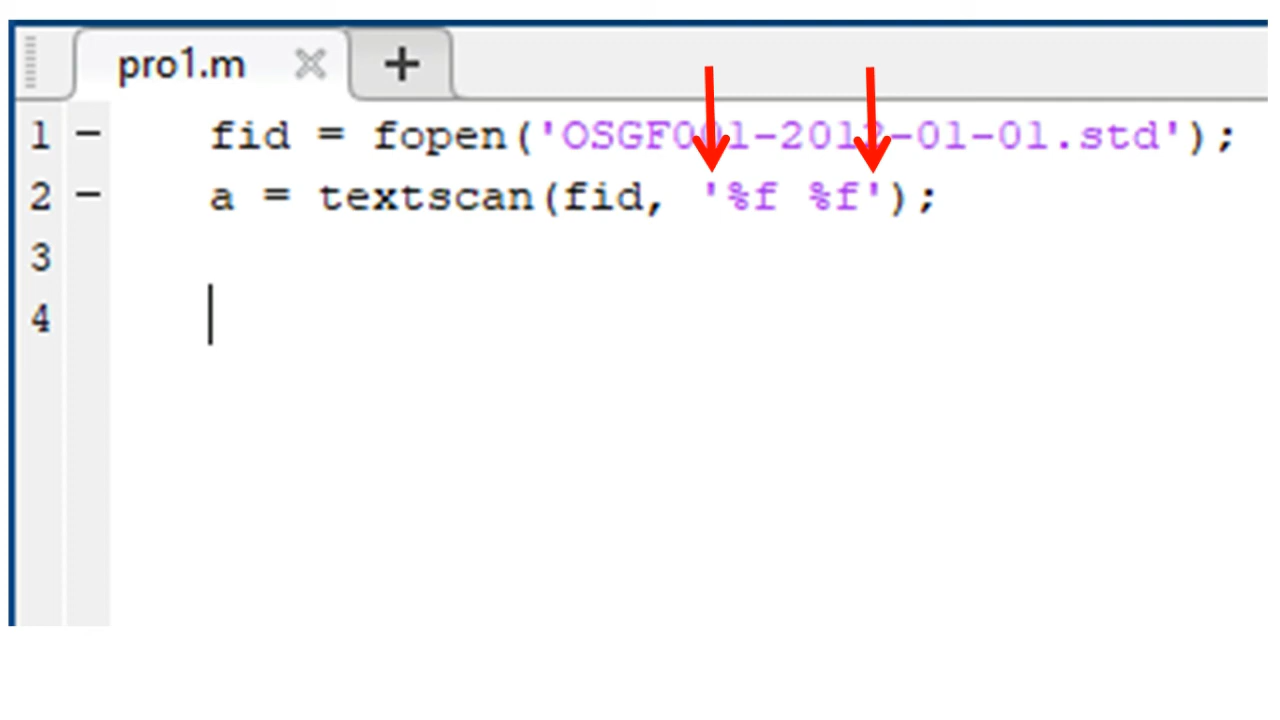 pro1.m
1 fid = fopen('OSGF001-2012-01-01.std');
2 a = textscan(fid, '%f %f');
3
4